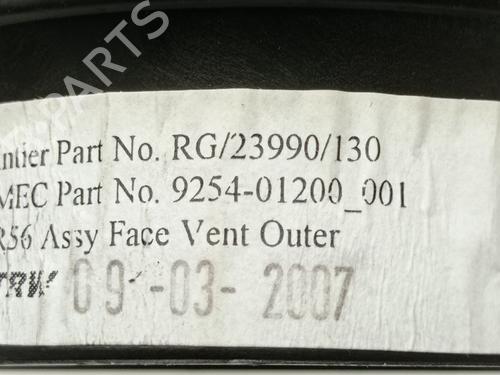 PARTS
ntier Part No. RG/23990/130
MEC Part No. 9254-01200_001
R56 Assy Face Vent Outer
TRW 09-03-2007